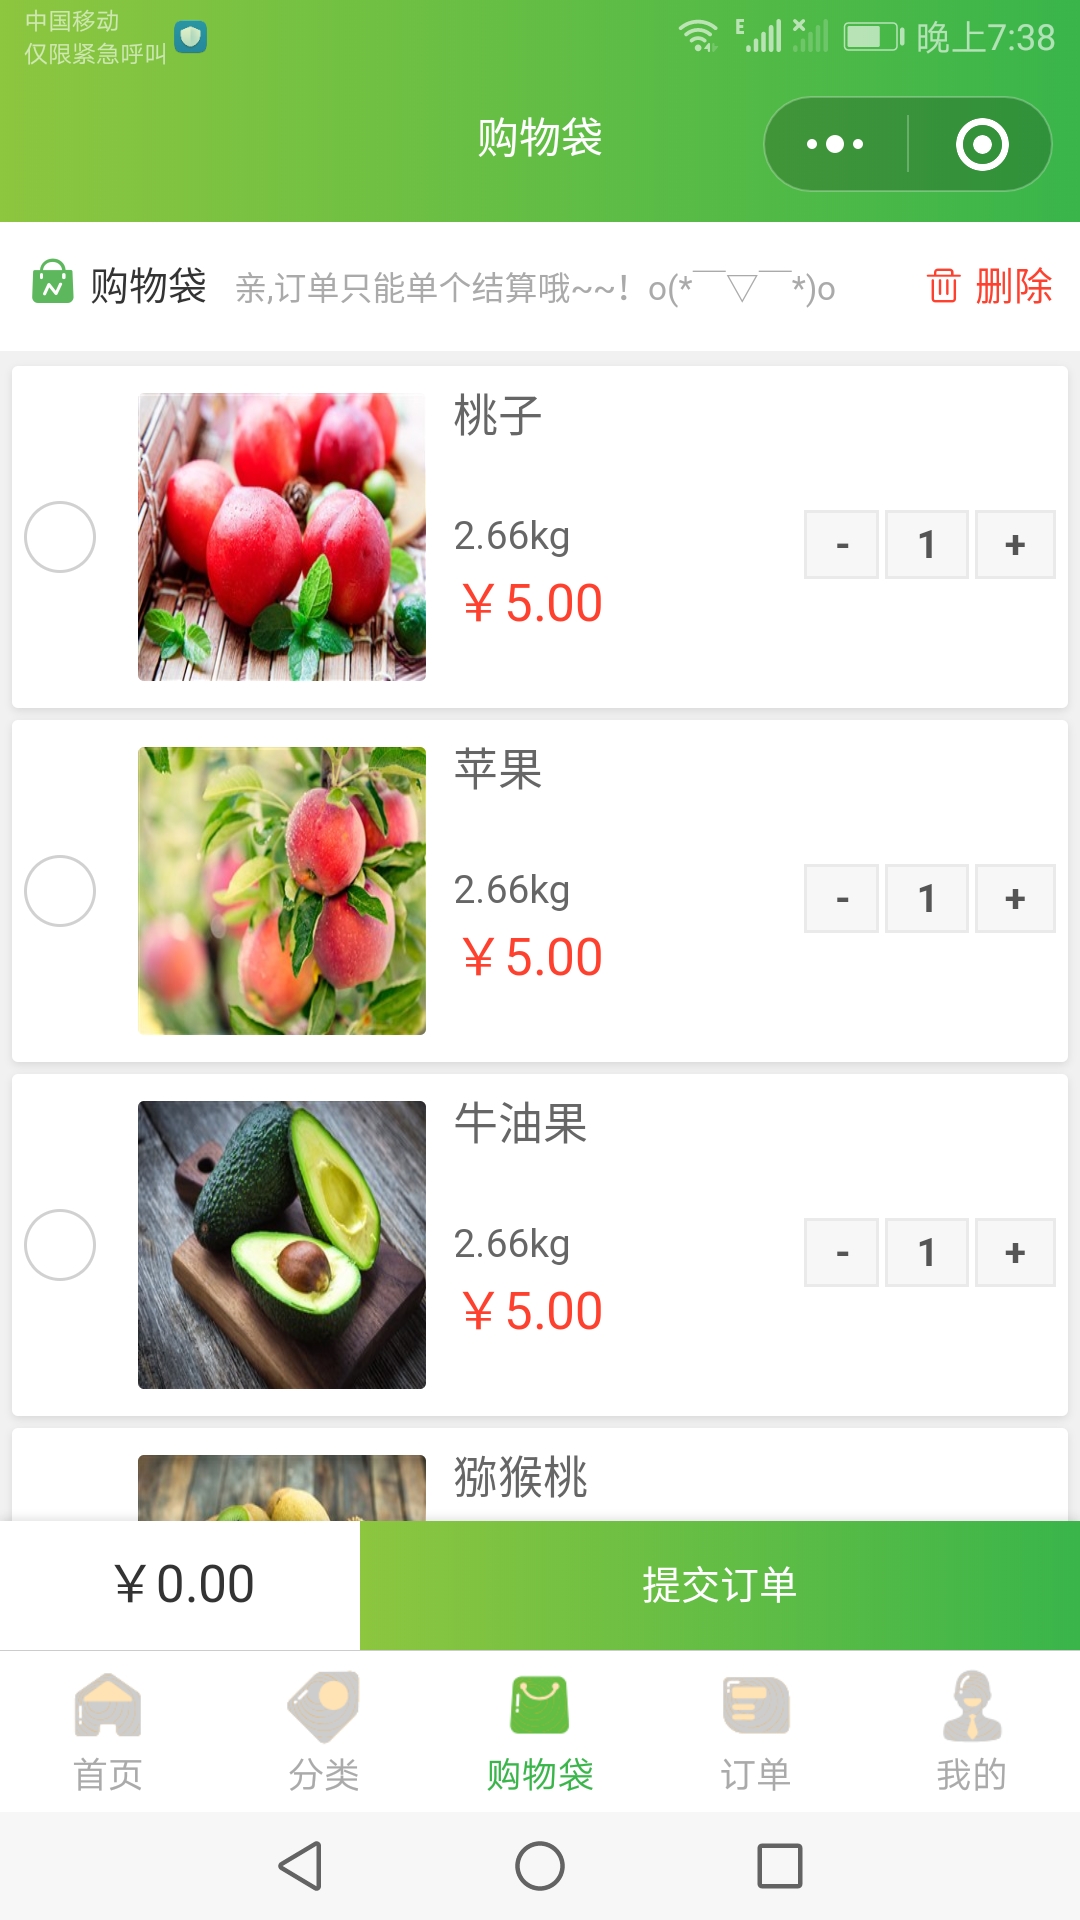 中国移动
仅限紧急呼叫
E
晚上7:38
购物袋
购物袋 亲,订单只能单个结算哦~~！o(*￣▽￣*)o 删除
桃子
2.66kg
- 1 +
￥5.00
苹果
2.66kg
- 1 +
￥5.00
牛油果
2.66kg
- 1 +
￥5.00
猕猴桃
￥0.00 提交订单
首页 分类 购物袋 订单 我的